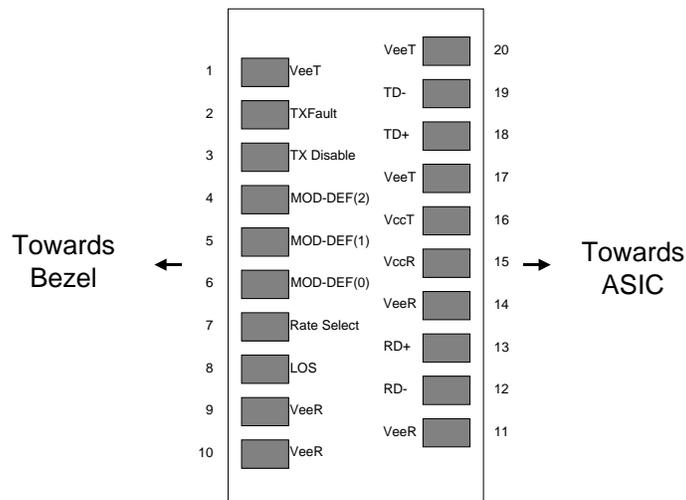 VeeT 20
1 VeeT
TD- 19
2 TXFault
TD+ 18
3 TX Disable
VeeT 17
4 MOD-DEF(2)
VccT 16
5 MOD-DEF(1)
VccR 15
6 MOD-DEF(0)
VeeR 14
7 Rate Select
RD+ 13
8 LOS
RD- 12
9 VeeR
VeeR 11
10 VeeR
Towards
Bezel
Towards
ASIC